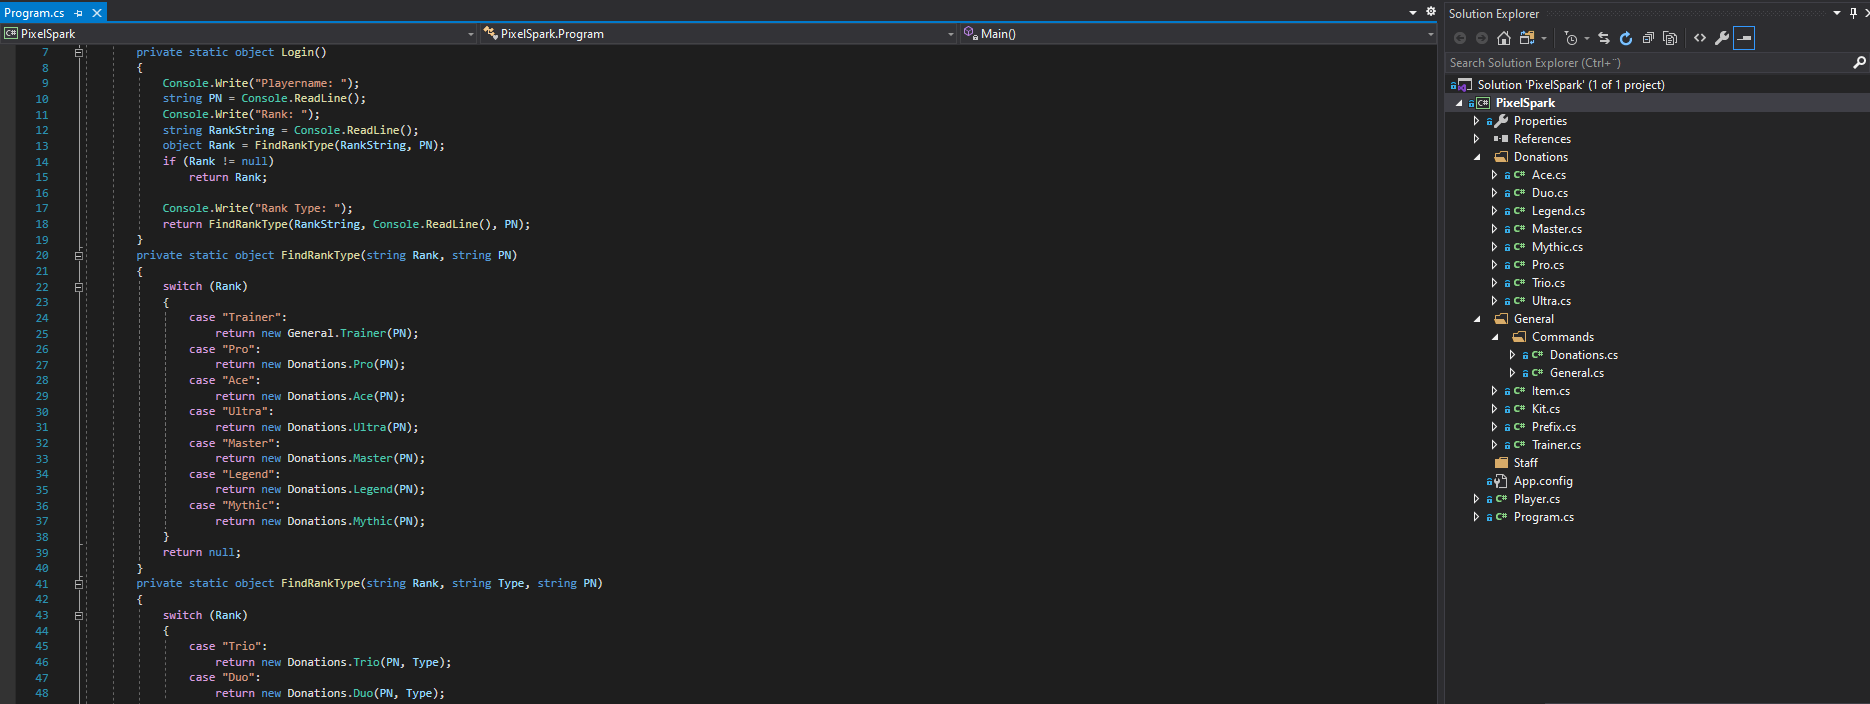 Program.cs
PixelSpark
PixelSpark.Program
Main()
7 private static object Login()
8 {
9 Console.Write("Playername: ");
10 string PN = Console.ReadLine();
11 Console.Write("Rank: ");
12 string RankString = Console.ReadLine();
13 object Rank = FindRankType(RankString, PN);
14 if (Rank != null)
15 return Rank;
16
17 Console.Write("Rank Type: ");
18 return FindRankType(RankString, Console.ReadLine(), PN);
19 }
20 private static object FindRankType(string Rank, string PN)
21 {
22 switch (Rank)
23 {
24 case "Trainer":
25 return new General.Trainer(PN);
26 case "Pro":
27 return new Donations.Pro(PN);
28 case "Ace":
29 return new Donations.Ace(PN);
30 case "Ultra":
31 return new Donations.Ultra(PN);
32 case "Master":
33 return new Donations.Master(PN);
34 case "Legend":
35 return new Donations.Legend(PN);
36 case "Mythic":
37 return new Donations.Mythic(PN);
38 }
39 return null;
40 }
41 private static object FindRankType(string Rank, string Type, string PN)
42 {
43 switch (Rank)
44 {
45 case "Trio":
46 return new Donations.Trio(PN, Type);
47 case "Duo":
48 return new Donations.Duo(PN, Type);
Solution Explorer
Search Solution Explorer (Ctrl+¨)
Solution 'PixelSpark' (1 of 1 project)
C# PixelSpark
Properties
References
Donations
C# Ace.cs
C# Duo.cs
C# Legend.cs
C# Master.cs
C# Mythic.cs
C# Pro.cs
C# Trio.cs
C# Ultra.cs
General
Commands
C# Donations.cs
C# General.cs
C# Item.cs
C# Kit.cs
C# Prefix.cs
C# Trainer.cs
Staff
App.config
C# Player.cs
C# Program.cs